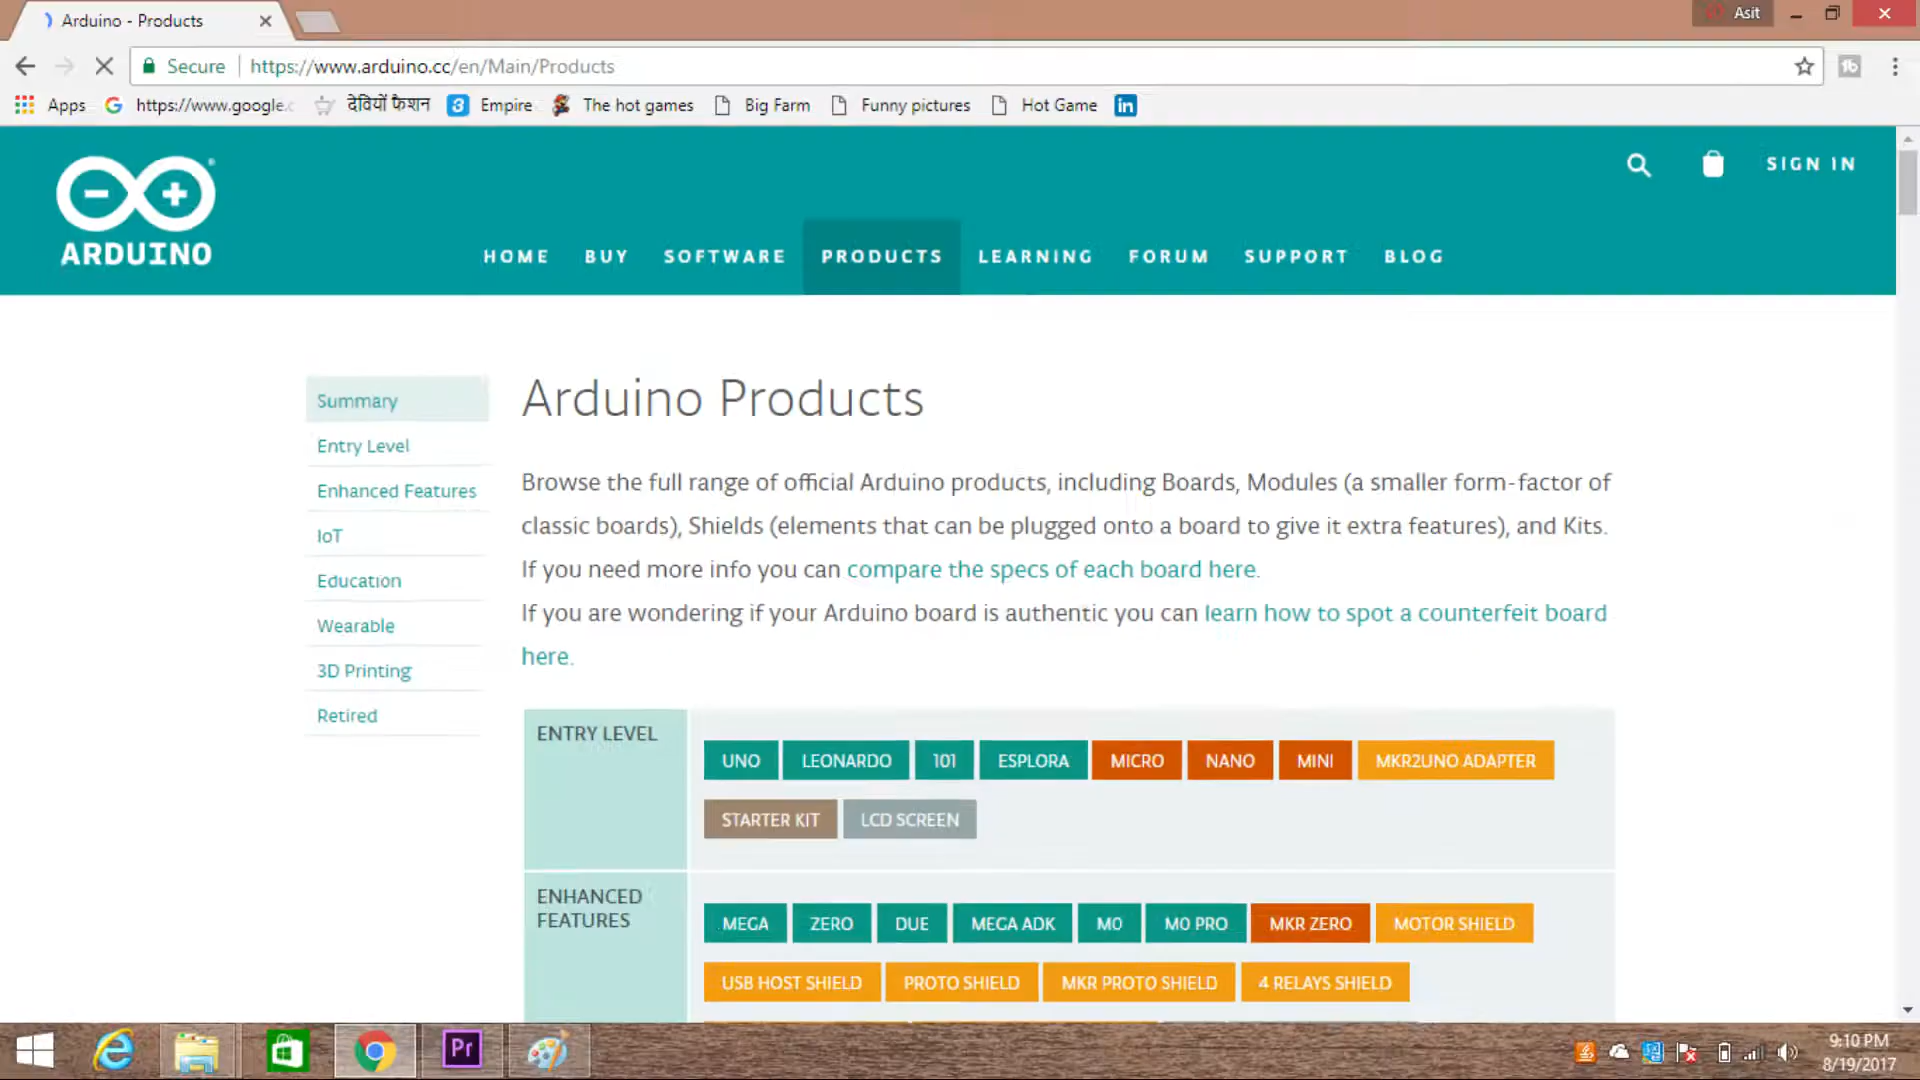 Arduino - Products
Asit
Secure https://www.arduino.cc/en/Main/Products
Apps https://www.google. देवियों फैशन Empire The hot games Big Farm Funny pictures Hot Game in
SIGN IN
ARDUINO
HOME BUY SOFTWARE PRODUCTS LEARNING FORUM SUPPORT BLOG
Summary
Entry Level
Enhanced Features
IoT
Education
Wearable
3D Printing
Retired
Arduino Products
Browse the full range of official Arduino products, including Boards, Modules (a smaller form-factor of
classic boards), Shields (elements that can be plugged onto a board to give it extra features), and Kits.
If you need more info you can compare the specs of each board here.
If you are wondering if your Arduino board is authentic you can learn how to spot a counterfeit board
here.
ENTRY LEVEL
UNO LEONARDO 101 ESPLORA MICRO NANO MINI MKR2UNO ADAPTER
STARTER KIT LCD SCREEN
ENHANCED
FEATURES
MEGA ZERO DUE MEGA ADK M0 M0 PRO MKR ZERO MOTOR SHIELD
USB HOST SHIELD PROTO SHIELD MKR PROTO SHIELD 4 RELAYS SHIELD
Pr
9:10 PM
8/19/2017